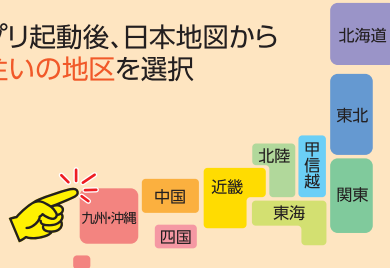 プリ起動後、日本地図から
住いの地区を選択
北海道
東北
北陸
甲信越
関東
近畿
中国
東海
九州・沖縄
四国